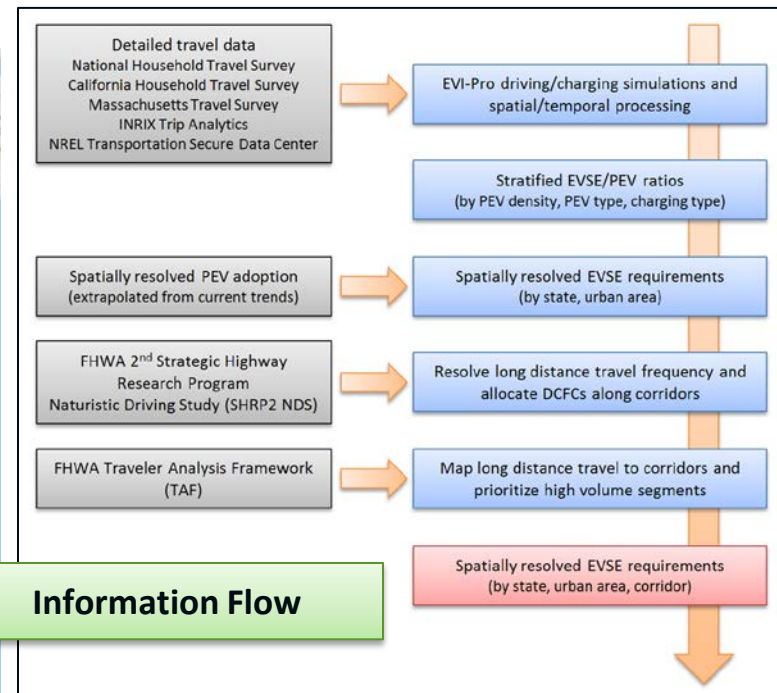 Detailed travel data
National Household Travel Survey
California Household Travel Survey
Massachusetts Travel Survey
INRIX Trip Analytics
NREL Transportation Secure Data Center
EVI-Pro driving/charging simulations and
spatial/temporal processing
Stratified EVSE/PEV ratios
(by PEV density, PEV type, charging type)
Spatially resolved PEV adoption
(extrapolated from current trends)
Spatially resolved EVSE requirements
(by state, urban area)
FHWA 2nd Strategic Highway
Research Program
Naturistic Driving Study (SHRP2 NDS)
Resolve long distance travel frequency and
allocate DCFCs along corridors
FHWA Traveler Analysis Framework
(TAF)
Map long distance travel to corridors and
prioritize high volume segments
Spatially resolved EVSE requirements
(by state, urban area, corridor)
Information Flow